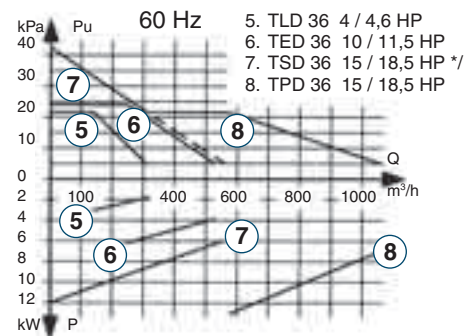 kPa Pu 60 Hz
5. TLD 36 4 / 4,6 HP
6. TED 36 10 / 11,5 HP
7. TSD 36 15 / 18,5 HP */
8. TPD 36 15 / 18,5 HP
40
30
20
10
0
7
5
6
8
Q
m³/h
100 400 600 800 1000
2
4
6
8
10
12
kW P
5
6
7
8